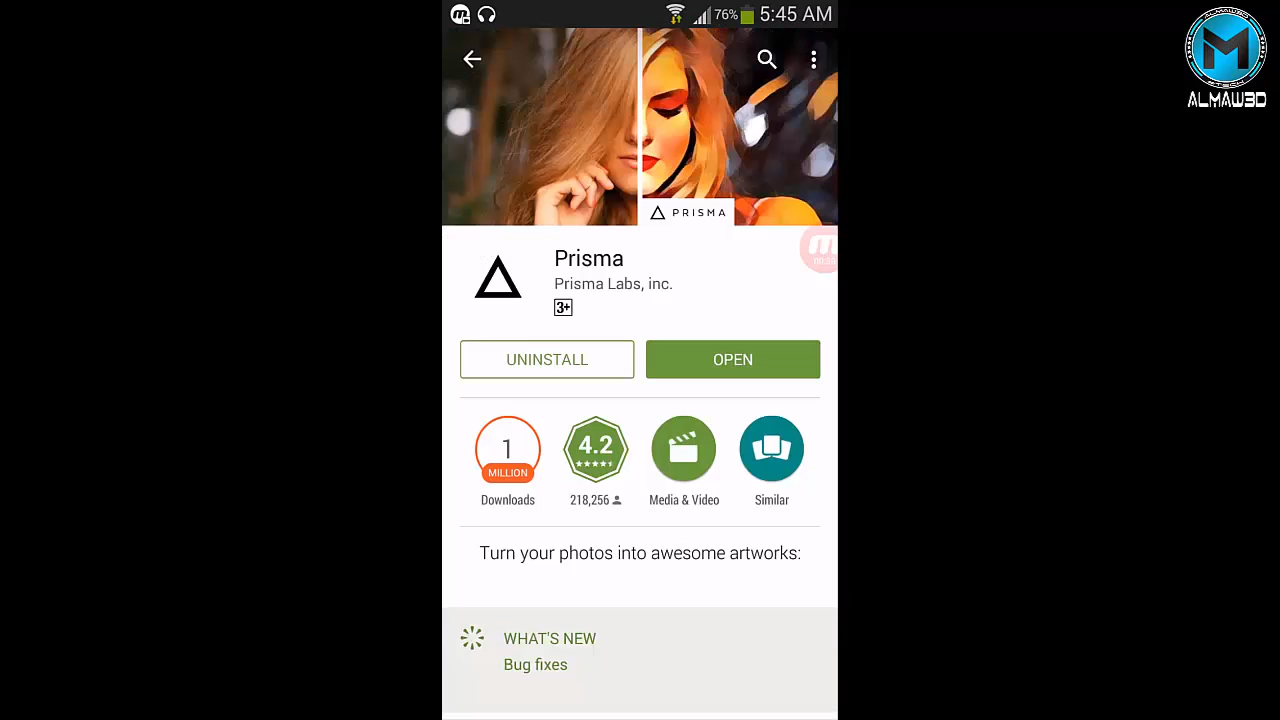 76% 5:45 AM
PRISMA
Prisma
Prisma Labs, inc.
3+
UNINSTALL
OPEN
1
MILLION
Downloads
4.2
218,256
Media & Video
Similar
Turn your photos into awesome artworks:
WHAT'S NEW
Bug fixes
ALMAW3D